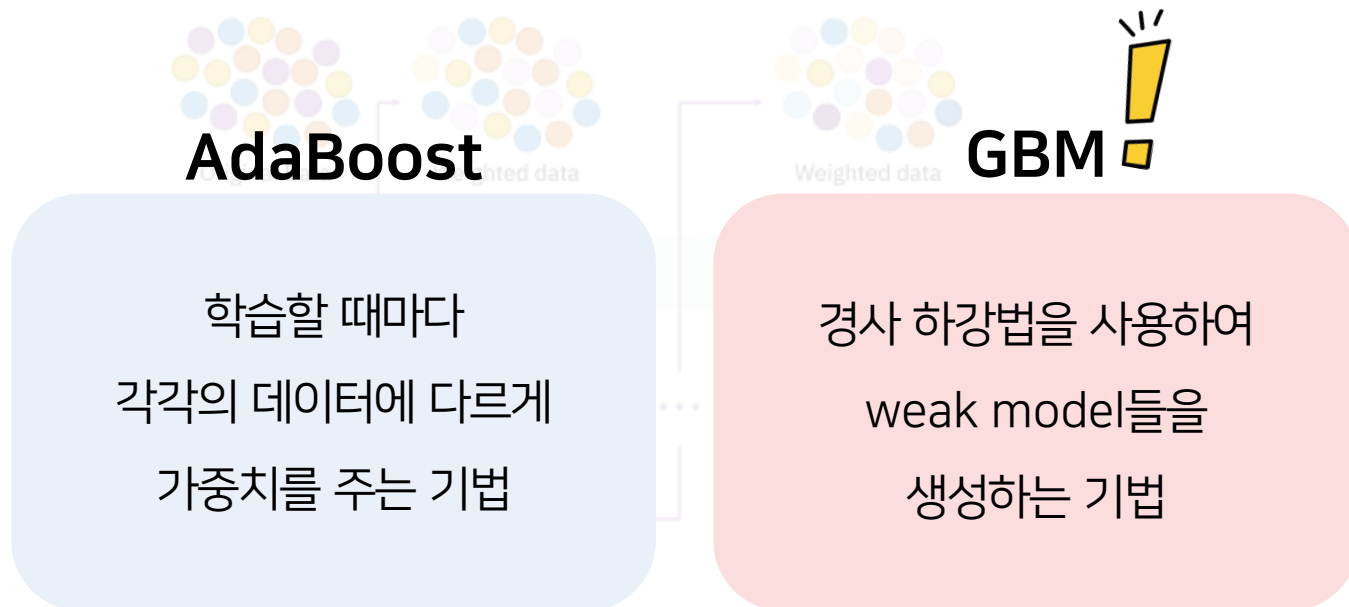 AdaBoost
학습할 때마다
각각의 데이터에 다르게
가중치를 주는 기법
GBM
경사 하강법을 사용하여
weak model들을
생성하는 기법
Weighted data